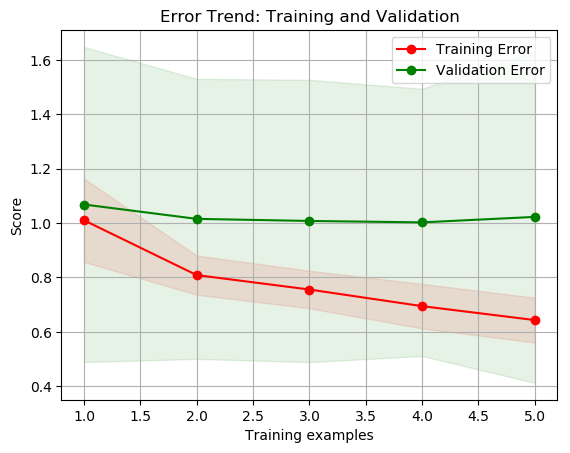 Error Trend: Training and Validation
Training Error
Validation Error
1.6
1.4
1.2
1.0
0.8
0.6
0.4
Score
1.0 1.5 2.0 2.5 3.0 3.5 4.0 4.5 5.0
Training examples